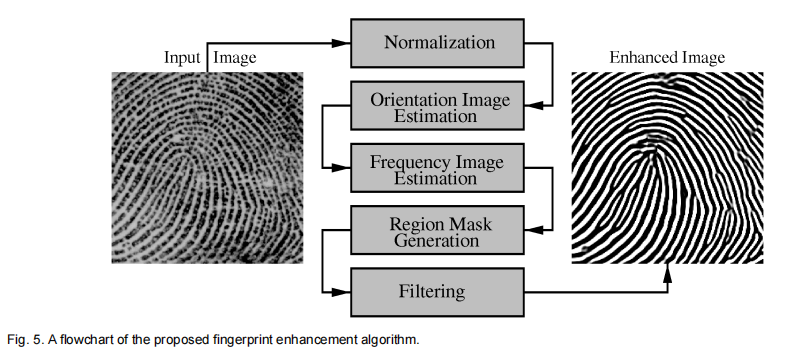 Input Image
Normalization
Enhanced Image
Orientation Image
Estimation
Frequency Image
Estimation
Region Mask
Generation
Filtering
Fig. 5. A flowchart of the proposed fingerprint enhancement algorithm.